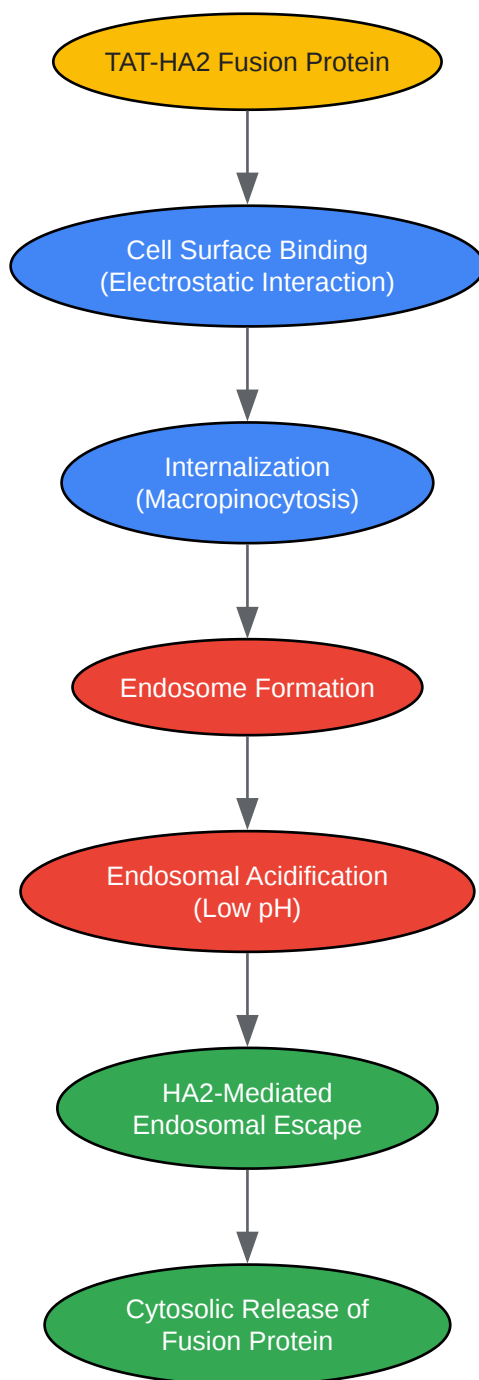 TAT-HA2 Fusion Protein
Cell Surface Binding
(Electrostatic Interaction)
Internalization
(Macropinocytosis)
Endosome Formation
Endosomal Acidification
(Low pH)
HA2-Mediated
Endosomal Escape
Cytosolic Release of
Fusion Protein